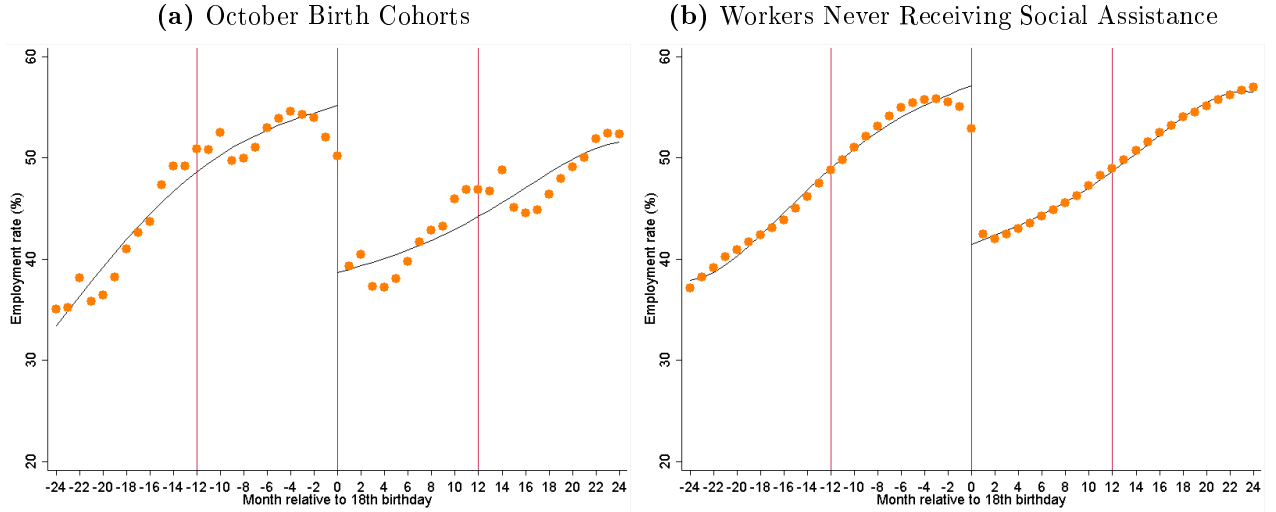 (a) October Birth Cohorts
60
50
40
30
20
Employment rate (%)
-24 -22 -20 -18 -16 -14 -12 -10 -8 -6 -4 -2 0 2 4 6 8 10 12 14 16 18 20 22 24
Month relative to 18th birthday
(b) Workers Never Receiving Social Assistance
60
50
40
30
20
Employment rate (%)
-24 -22 -20 -18 -16 -14 -12 -10 -8 -6 -4 -2 0 2 4 6 8 10 12 14 16 18 20 22 24
Month relative to 18th birthday